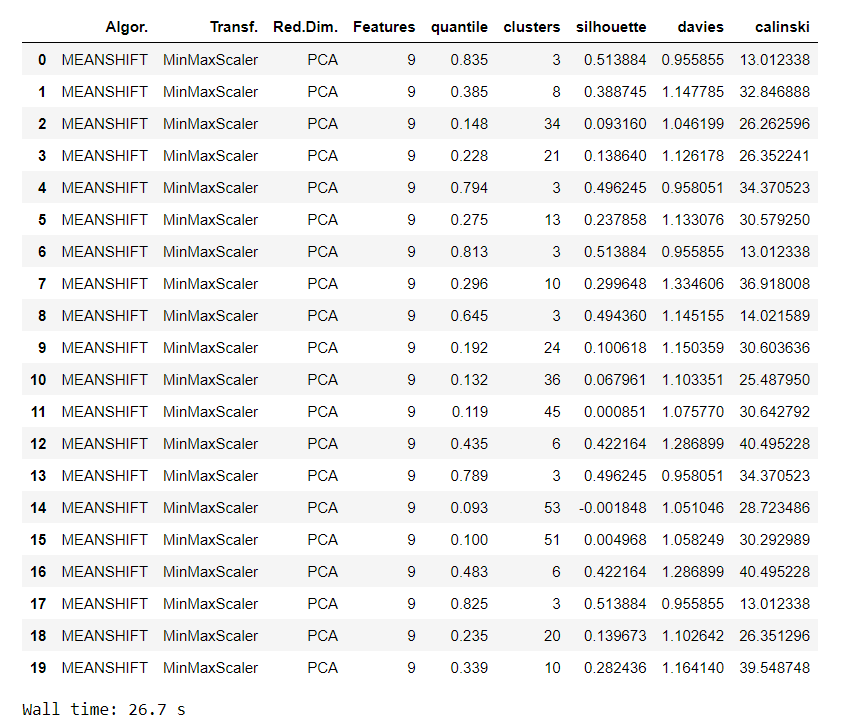 Algor. Transf. Red.Dim. Features quantile clusters silhouette davies calinski
0 MEANSHIFT MinMaxScaler PCA 9 0.835 3 0.513884 0.955855 13.012338
1 MEANSHIFT MinMaxScaler PCA 9 0.385 8 0.388745 1.147785 32.846888
2 MEANSHIFT MinMaxScaler PCA 9 0.148 34 0.093160 1.046199 26.262596
3 MEANSHIFT MinMaxScaler PCA 9 0.228 21 0.138640 1.126178 26.352241
4 MEANSHIFT MinMaxScaler PCA 9 0.794 3 0.496245 0.958051 34.370523
5 MEANSHIFT MinMaxScaler PCA 9 0.275 13 0.237858 1.133076 30.579250
6 MEANSHIFT MinMaxScaler PCA 9 0.813 3 0.513884 0.955855 13.012338
7 MEANSHIFT MinMaxScaler PCA 9 0.296 10 0.299648 1.334606 36.918008
8 MEANSHIFT MinMaxScaler PCA 9 0.645 3 0.494360 1.145155 14.021589
9 MEANSHIFT MinMaxScaler PCA 9 0.192 24 0.100618 1.150359 30.603636
10 MEANSHIFT MinMaxScaler PCA 9 0.132 36 0.067961 1.103351 25.487950
11 MEANSHIFT MinMaxScaler PCA 9 0.119 45 0.000851 1.075770 30.642792
12 MEANSHIFT MinMaxScaler PCA 9 0.435 6 0.422164 1.286899 40.495228
13 MEANSHIFT MinMaxScaler PCA 9 0.789 3 0.496245 0.958051 34.370523
14 MEANSHIFT MinMaxScaler PCA 9 0.093 53 -0.001848 1.051046 28.723486
15 MEANSHIFT MinMaxScaler PCA 9 0.100 51 0.004968 1.058249 30.292989
16 MEANSHIFT MinMaxScaler PCA 9 0.483 6 0.422164 1.286899 40.495228
17 MEANSHIFT MinMaxScaler PCA 9 0.825 3 0.513884 0.955855 13.012338
18 MEANSHIFT MinMaxScaler PCA 9 0.235 20 0.139673 1.102642 26.351296
19 MEANSHIFT MinMaxScaler PCA 9 0.339 10 0.282436 1.164140 39.548748
Wall time: 26.7 s